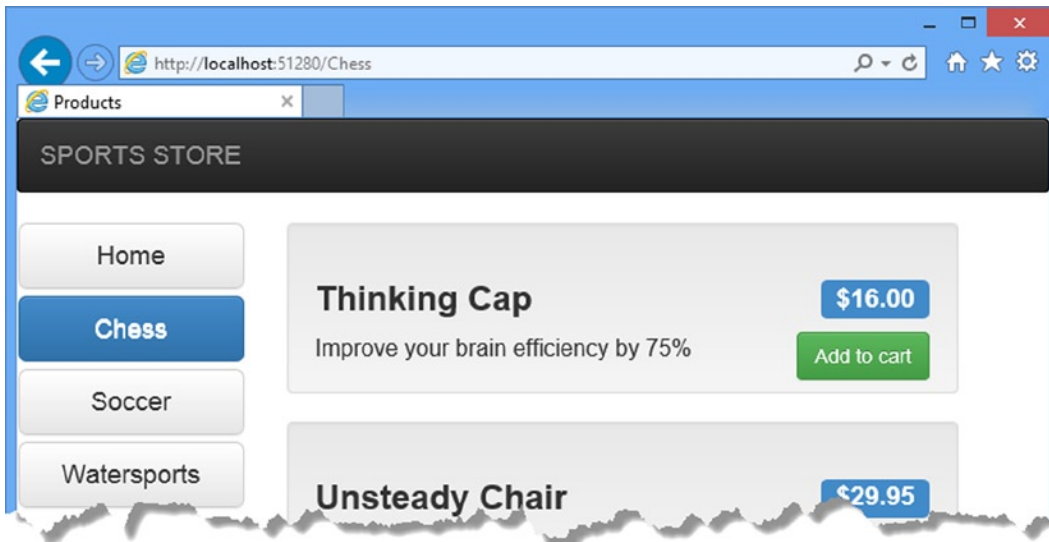 http://localhost:51280/Chess
Products
SPORTS STORE
Home
Chess
Soccer
Watersports
Thinking Cap
$16.00
Improve your brain efficiency by 75%
Add to cart
Unsteady Chair
$29.95